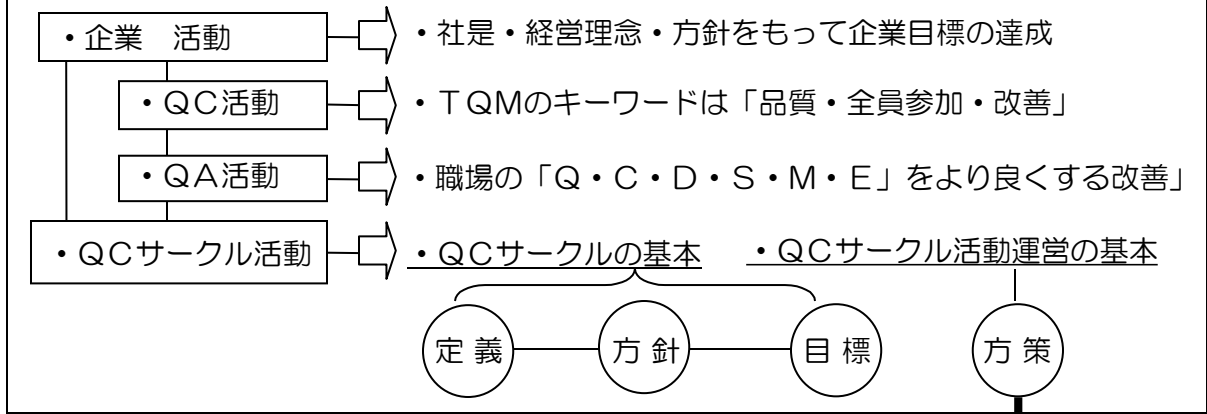 ・企業　活動
・社是・経営理念・方針をもって企業目標の達成
・ＱＣ活動
・ＴＱＭのキーワードは「品質・全員参加・改善」
・ＱＡ活動
・職場の「Ｑ・Ｃ・Ｄ・Ｓ・Ｍ・Ｅ」をより良くする改善」
・ＱＣサークル活動
・ＱＣサークルの基本
・ＱＣサークル活動運営の基本
定 義
方 針
目 標
方 策